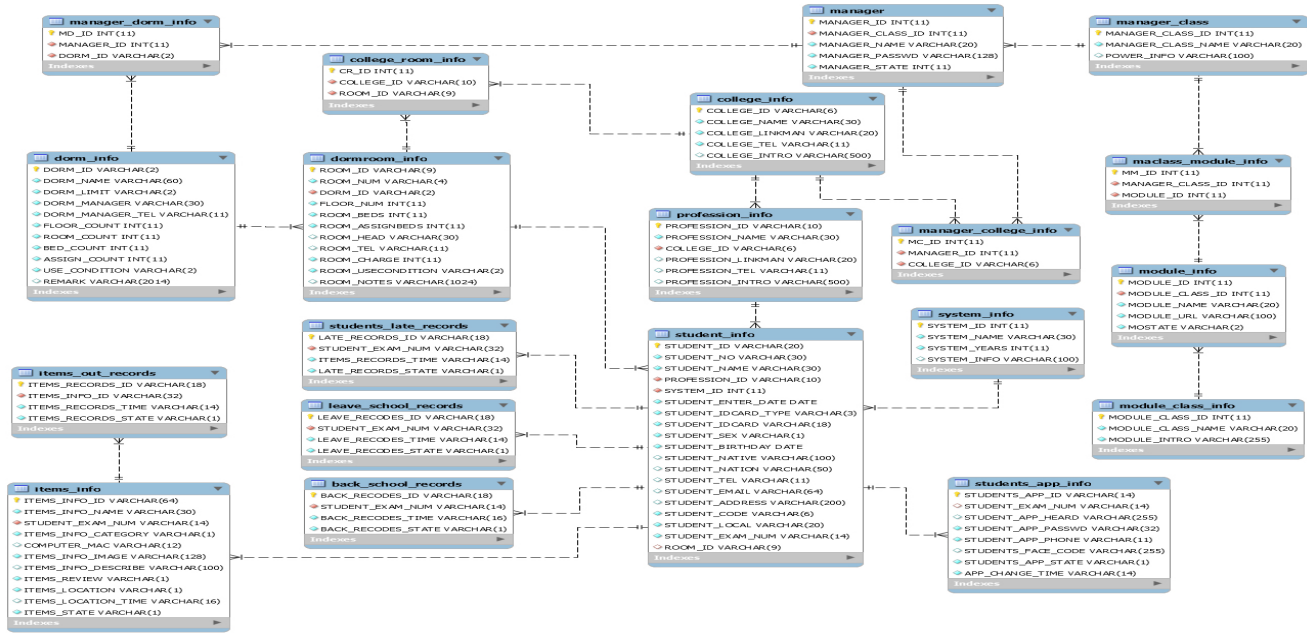 manager_dorm_info
MD_ID INT(11)
MANAGER_ID INT(11)
DORM_ID VARCHAR(2)
Indexes
college_room_info
CR_ID INT(11)
COLLEGE_ID VARCHAR(10)
ROOM_ID VARCHAR(9)
Indexes
manager
MANAGER_ID INT(11)
MANAGER_CLASS_ID INT(11)
MANAGER_NAME VARCHAR(20)
MANAGER_PASSWD VARCHAR(128)
MANAGER_STATE INT(11)
Indexes
manager_class
MANAGER_CLASS_ID INT(11)
MANAGER_CLASS_NAME VARCHAR(20)
POWER_INFO VARCHAR(100)
Indexes
college_info
COLLEGE_ID VARCHAR(6)
COLLEGE_NAME VARCHAR(30)
COLLEGE_LINKMAN VARCHAR(20)
COLLEGE_TEL VARCHAR(11)
COLLEGE_INTRO VARCHAR(500)
Indexes
dorm_info
DORM_ID VARCHAR(2)
DORM_NAME VARCHAR(60)
DORM_LIMIT VARCHAR(2)
DORM_MANAGER VARCHAR(30)
DORM_MANAGER_TEL VARCHAR(11)
FLOOR_COUNT INT(11)
ROOM_COUNT INT(11)
BED_COUNT INT(11)
ASSIGN_COUNT INT(11)
USE_CONDITION VARCHAR(2)
REMARK VARCHAR(2014)
Indexes
dormroom_info
ROOM_ID VARCHAR(9)
ROOM_NUM VARCHAR(4)
DORM_ID VARCHAR(2)
FLOOR_NUM INT(11)
ROOM_BEDS INT(11)
ROOM_ASSIGNBEDS INT(11)
ROOM_HEAD VARCHAR(30)
ROOM_TEL VARCHAR(11)
ROOM_CHARGE INT(11)
ROOM_USECONDITION VARCHAR(2)
ROOM_NOTES VARCHAR(1024)
Indexes
maclass_module_info
MM_ID INT(11)
MANAGER_CLASS_ID INT(11)
MODULE_ID INT(11)
Indexes
profession_info
PROFESSION_ID VARCHAR(10)
PROFESSION_NAME VARCHAR(30)
COLLEGE_ID VARCHAR(6)
PROFESSION_LINKMAN VARCHAR(20)
PROFESSION_TEL VARCHAR(11)
PROFESSION_INTRO VARCHAR(500)
Indexes
manager_college_info
MC_ID INT(11)
MANAGER_ID INT(11)
COLLEGE_ID VARCHAR(6)
Indexes
module_info
MODULE_ID INT(11)
MODULE_CLASS_ID INT(11)
MODULE_NAME VARCHAR(20)
MODULE_URL VARCHAR(100)
MOSTATE VARCHAR(2)
Indexes
students_late_records
LATE_RECORDS_ID VARCHAR(18)
STUDENT_EXAM_NUM VARCHAR(32)
ITEMS_RECORDS_TIME VARCHAR(14)
LATE_RECORDS_STATE VARCHAR(1)
Indexes
student_info
STUDENT_ID VARCHAR(20)
STUDENT_NO VARCHAR(30)
STUDENT_NAME VARCHAR(30)
PROFESSION_ID VARCHAR(10)
SYSTEM_ID INT(11)
STUDENT_ENTER_DATE DATE
STUDENT_IDCARD_TYPE VARCHAR(3)
STUDENT_IDCARD VARCHAR(18)
STUDENT_SEX VARCHAR(1)
STUDENT_BIRTHDAY DATE
STUDENT_NATIVE VARCHAR(100)
STUDENT_NATION VARCHAR(50)
STUDENT_TEL VARCHAR(11)
STUDENT_EMAIL VARCHAR(64)
STUDENT_ADDRESS VARCHAR(200)
STUDENT_CODE VARCHAR(6)
STUDENT_LOCAL VARCHAR(20)
STUDENT_EXAM_NUM VARCHAR(14)
ROOM_ID VARCHAR(9)
Indexes
system_info
SYSTEM_ID INT(11)
SYSTEM_NAME VARCHAR(30)
SYSTEM_YEARS INT(11)
SYSTEM_INFO VARCHAR(100)
Indexes
items_out_records
ITEMS_RECORDS_ID VARCHAR(18)
ITEMS_INFO_ID VARCHAR(32)
ITEMS_RECORDS_TIME VARCHAR(14)
ITEMS_RECORDS_STATE VARCHAR(1)
Indexes
leave_school_records
LEAVE_RECODES_ID VARCHAR(18)
STUDENT_EXAM_NUM VARCHAR(32)
LEAVE_RECODES_TIME VARCHAR(14)
LEAVE_RECODES_STATE VARCHAR(1)
Indexes
module_class_info
MODULE_CLASS_ID INT(11)
MODULE_CLASS_NAME VARCHAR(20)
MODULE_INTRO VARCHAR(255)
Indexes
items_info
ITEMS_INFO_ID VARCHAR(64)
ITEMS_INFO_NAME VARCHAR(30)
STUDENT_EXAM_NUM VARCHAR(14)
ITEMS_INFO_CATEGORY VARCHAR(1)
COMPUTER_MAC VARCHAR(12)
ITEMS_INFO_IMAGE VARCHAR(128)
ITEMS_INFO_DESCRIBE VARCHAR(100)
ITEMS_REVIEW VARCHAR(1)
ITEMS_LOCATION VARCHAR(1)
ITEMS_LOCATION_TIME VARCHAR(16)
ITEMS_STATE VARCHAR(1)
Indexes
back_school_records
BACK_RECODES_ID VARCHAR(18)
STUDENT_EXAM_NUM VARCHAR(14)
BACK_RECODES_TIME VARCHAR(16)
BACK_RECODES_STATE VARCHAR(1)
Indexes
students_app_info
STUDENTS_APP_ID VARCHAR(14)
STUDENT_EXAM_NUM VARCHAR(14)
STUDENT_APP_HEARD VARCHAR(255)
STUDENT_APP_PASSWD VARCHAR(32)
STUDENT_APP_PHONE VARCHAR(11)
STUDENTS_FACE_CODE VARCHAR(255)
STUDENTS_APP_STATE VARCHAR(1)
APP_CHANGE_TIME VARCHAR(14)
Indexes